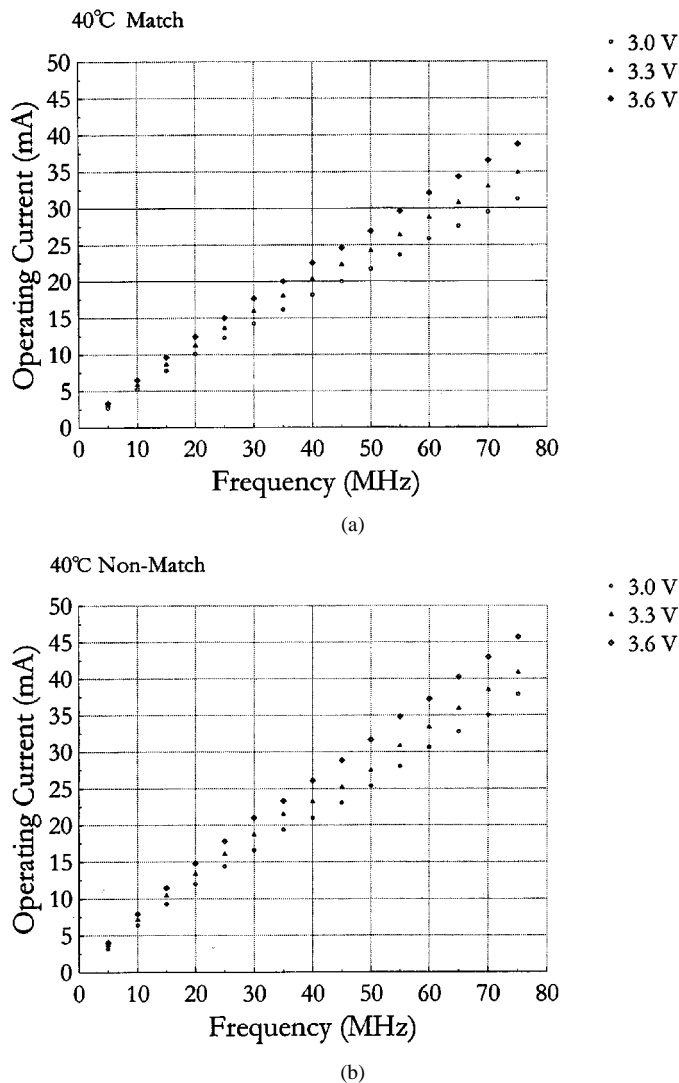 40℃ Match
3.0 V
3.3 V
3.6 V
50
45
40
35
30
25
20
15
10
5
0
Operating Current (mA)
0 10 20 30 40 50 60 70 80
Frequency (MHz)
(a)
40℃ Non-Match
3.0 V
3.3 V
3.6 V
50
45
40
35
30
25
20
15
10
5
0
Operating Current (mA)
0 10 20 30 40 50 60 70 80
Frequency (MHz)
(b)